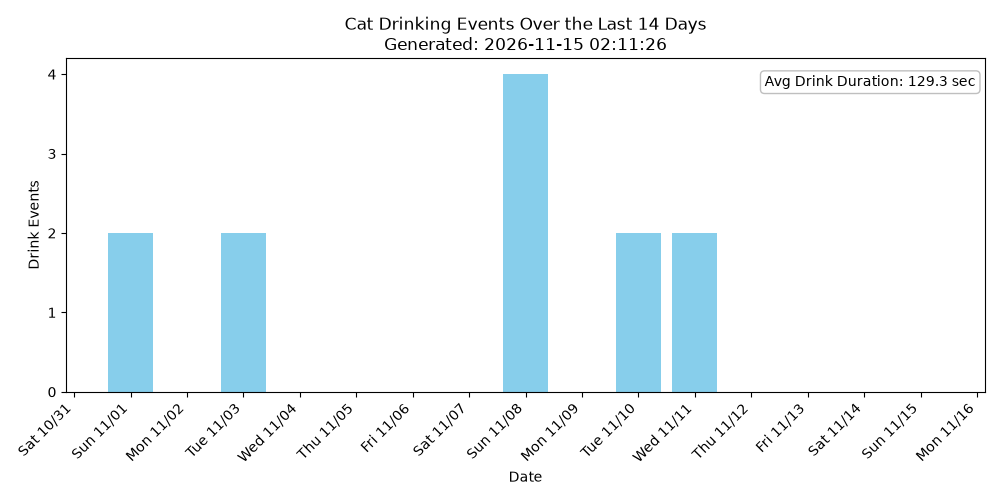 Cat Drinking Events Over the Last 14 Days
Generated: 2026-11-15 02:11:26
Avg Drink Duration: 129.3 sec
Drink Events
4
3
2
1
0
Sat 10/31
Sun 11/01
Mon 11/02
Tue 11/03
Wed 11/04
Thu 11/05
Fri 11/06
Sat 11/07
Sun 11/08
Mon 11/09
Tue 11/10
Wed 11/11
Thu 11/12
Fri 11/13
Sat 11/14
Sun 11/15
Mon 11/16
Date